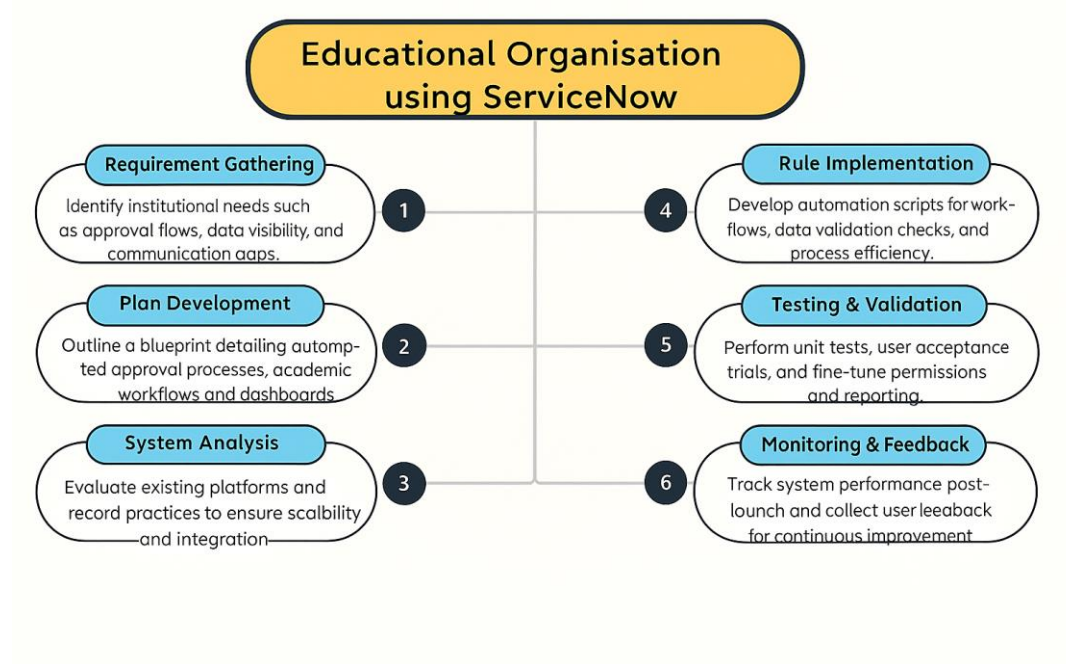 Educational Organisation
using ServiceNow
Requirement Gathering
Identify institutional needs such
as approval flows, data visibility, and
communication gaps.
1
Plan Development
Outline a blueprint detailing automp-
ted approval processes, academic
workflows and dashboards
2
System Analysis
Evaluate existing platforms and
record practices to ensure scalbility
and integration
3
Rule Implementation
Develop automation scripts for work-
flows, data validation checks, and
process efficiency.
4
Testing & Validation
Perform unit tests, user acceptance
trials, and fine-tune permissions
and reporting.
5
Monitoring & Feedback
Track system performance post-
lounch and collect user leeaback
for continuous improvement
6